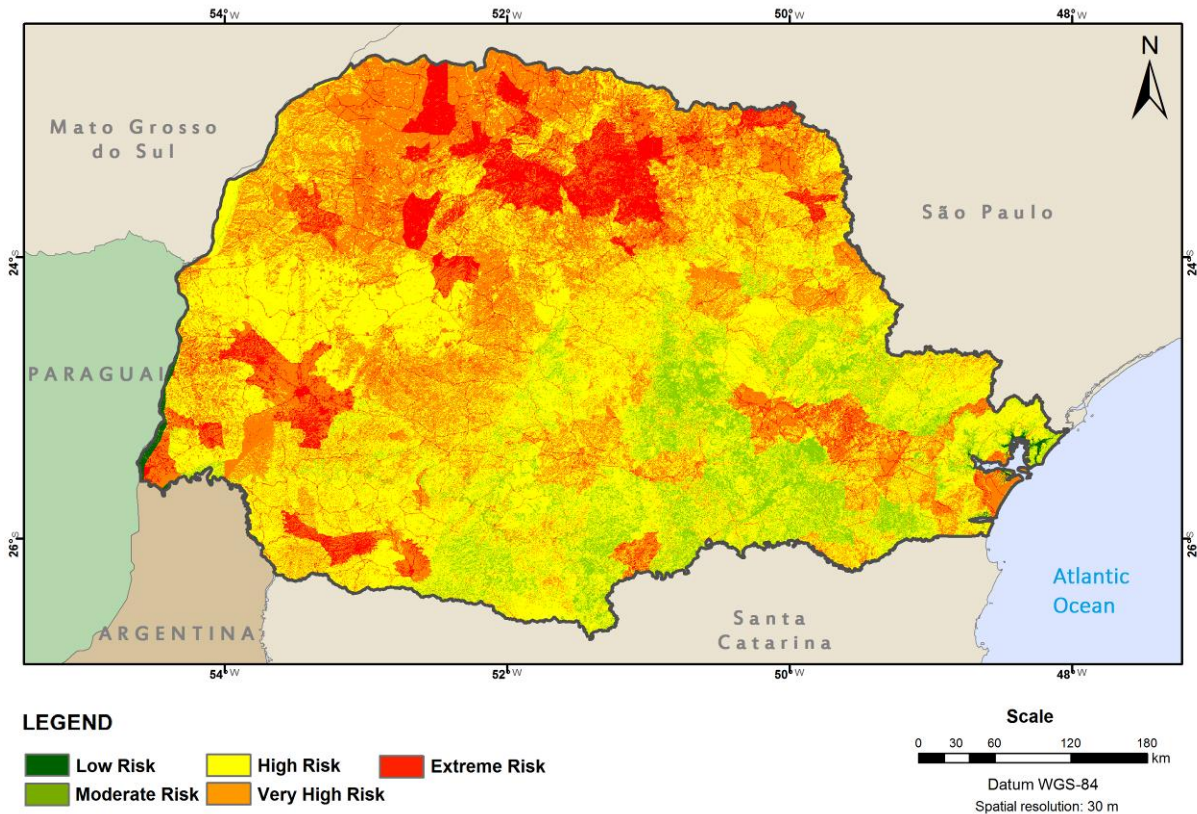 54°W
52°W
50°W
48°W
N
Mato Grosso
do Sul
São Paulo
24°S
24°S
PARAGUAI
26°S
26°S
Atlantic
Ocean
Santa
Catarina
ARGENTINA
54°W
52°W
50°W
48°W
LEGEND
Low Risk
High Risk
Extreme Risk
Moderate Risk
Very High Risk
Scale
0 30 60 120 180
km
Datum WGS-84
Spatial resolution: 30 m